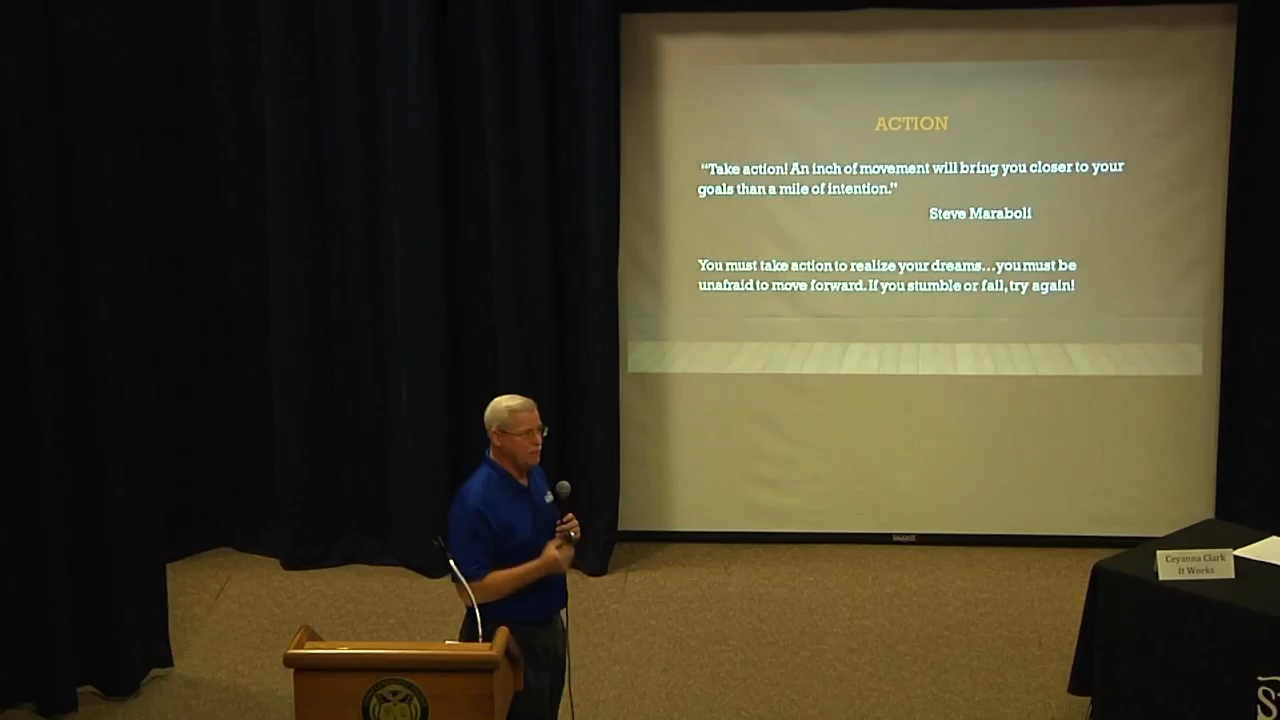 ACTION
“Take action! An inch of movement will bring you closer to your
goals than a mile of intention.”
Steve Maraboli
You must take action to realize your dreams...you must be
unafraid to move forward. If you stumble or fail, try again!
Ceyanna Clark
It Works